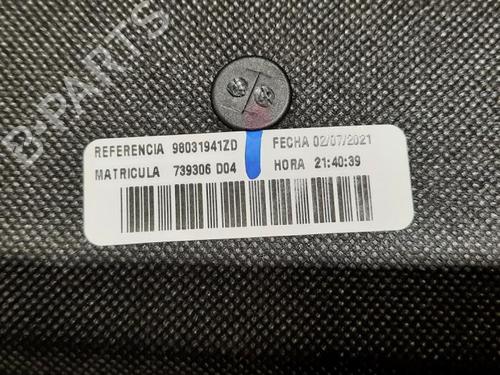 B-PARTS
REFERENCIA 98031941ZD FECHA 02/07/2021
MATRICULA 739306 D04 HORA 21:40:39